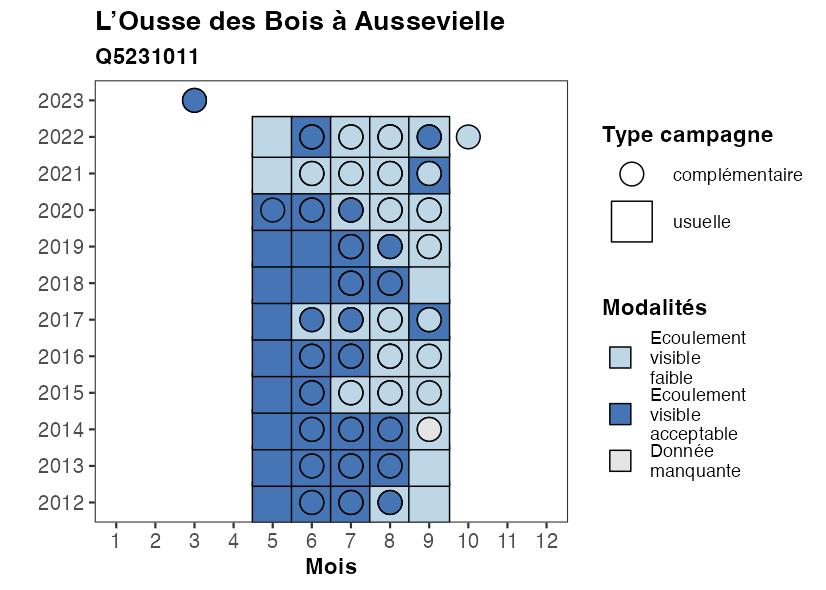 L’Ousse des Bois à Aussevielle
Q5231011
2023
2022
2021
2020
2019
2018
2017
2016
2015
2014
2013
2012
1 2 3 4 5 6 7 8 9 10 11 12
Mois
Type campagne
complémentaire
usuelle
Modalités
Ecoulement
visible
faible
Ecoulement
visible
acceptable
Donnée
manquante